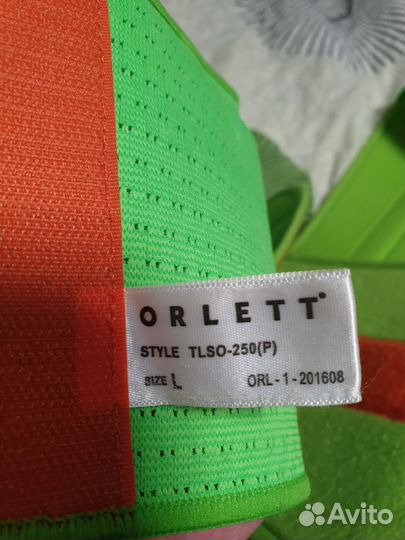 ORLETT
STYLE TLSO-250(P)
SIZE L ORL-1-201608
Avito